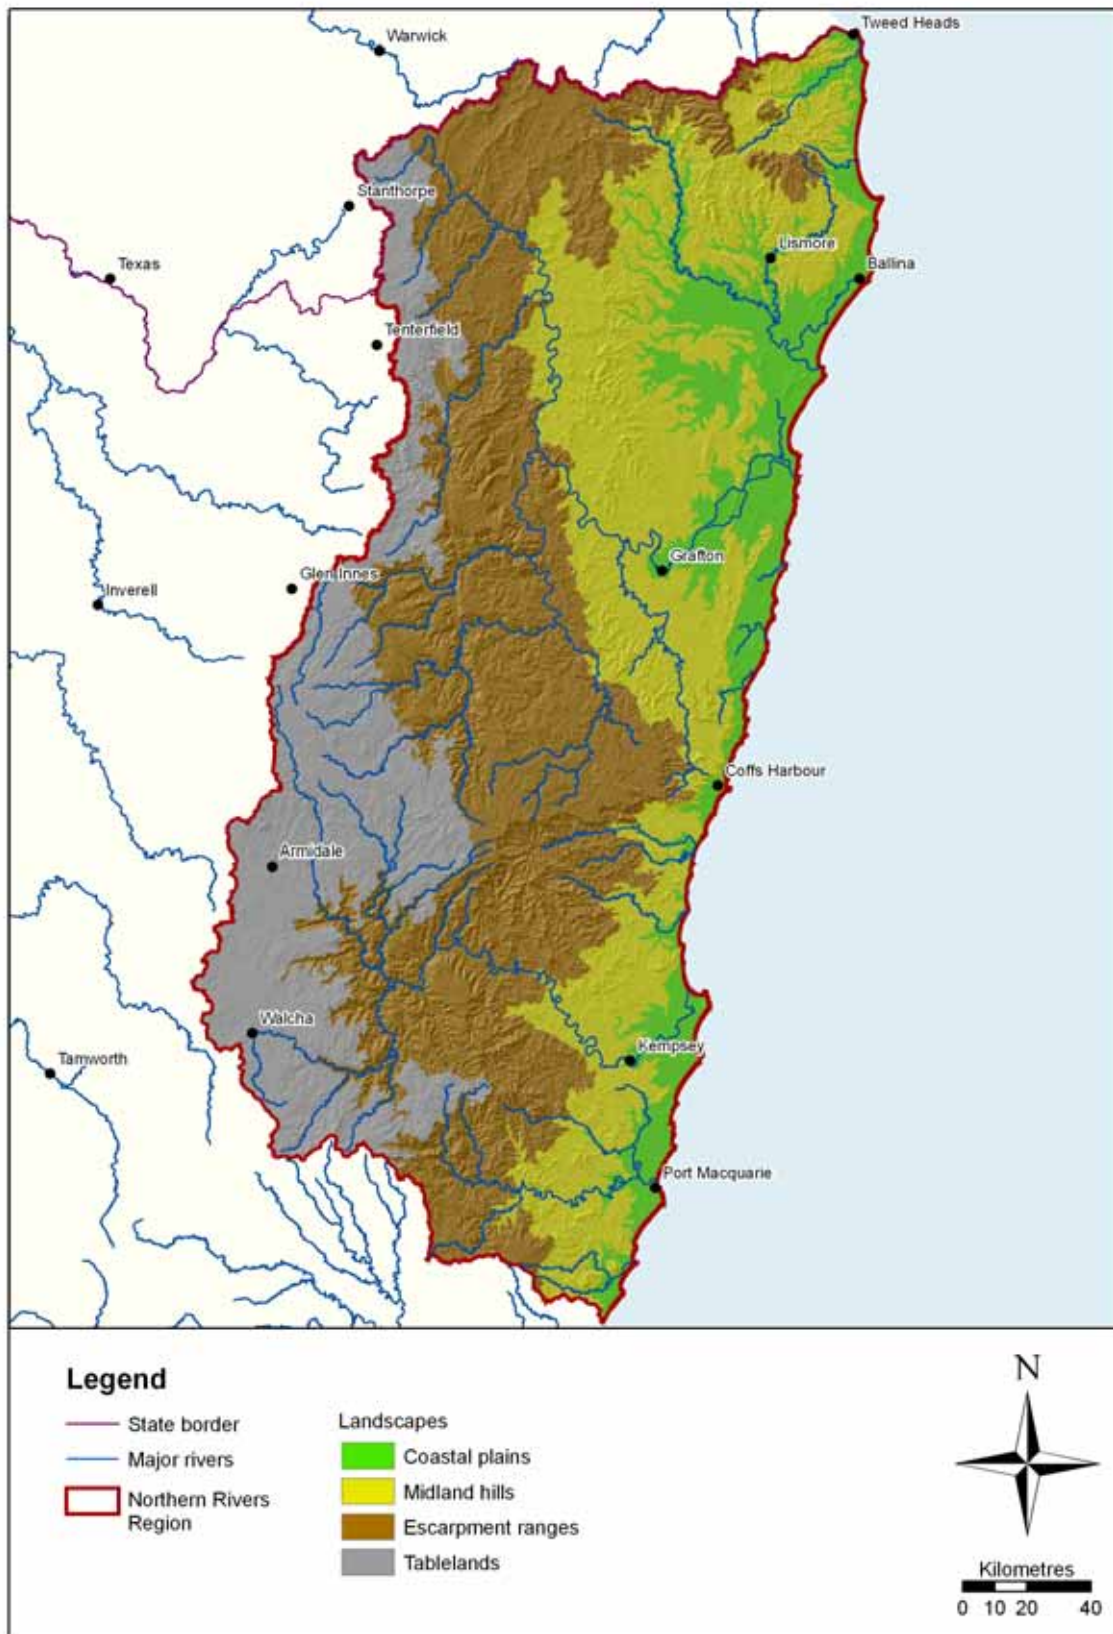 Tweed Heads
Warwick
Stanthorpe
Lismore
Texas
Ballina
Tenterfield
Grafton
Glen Innes
Inverell
Coffs Harbour
Armidale
Walcha
Kempsey
Tamworth
Port Macquarie
Legend
State border
Major rivers
Northern Rivers
Region
Landscapes
Coastal plains
Midland hills
Escarpment ranges
Tablelands
N
Kilometres
0 10 20 40